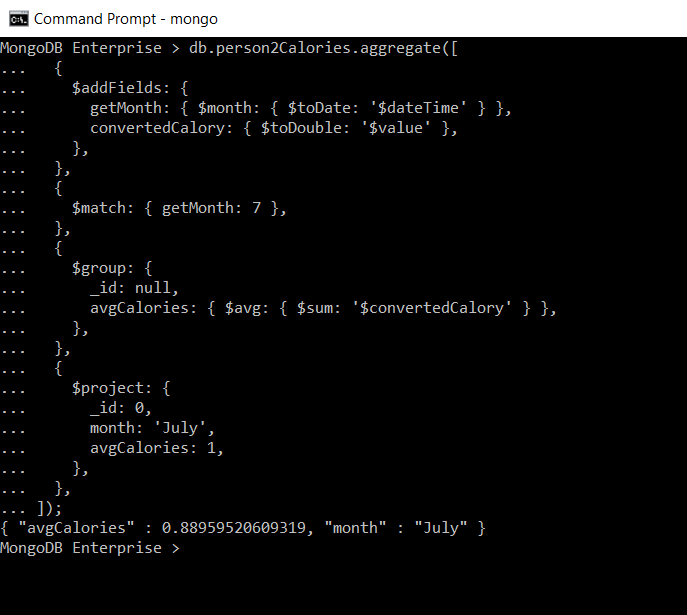 Command Prompt - mongo
MongoDB Enterprise > db.person2Calories.aggregate([
...   {
...     $addFields: {
...       getMonth: { $month: { $toDate: '$dateTime' } },
...       convertedCalory: { $toDouble: '$value' },
...     },
...   },
...   {
...     $match: { getMonth: 7 },
...   },
...   {
...     $group: {
...       _id: null,
...       avgCalories: { $avg: { $sum: '$convertedCalory' } },
...     },
...   },
...   {
...     $project: {
...       _id: 0,
...       month: 'July',
...       avgCalories: 1,
...     },
...   },
... ]);
{ "avgCalories" : 0.88959520609319, "month" : "July" }
MongoDB Enterprise >